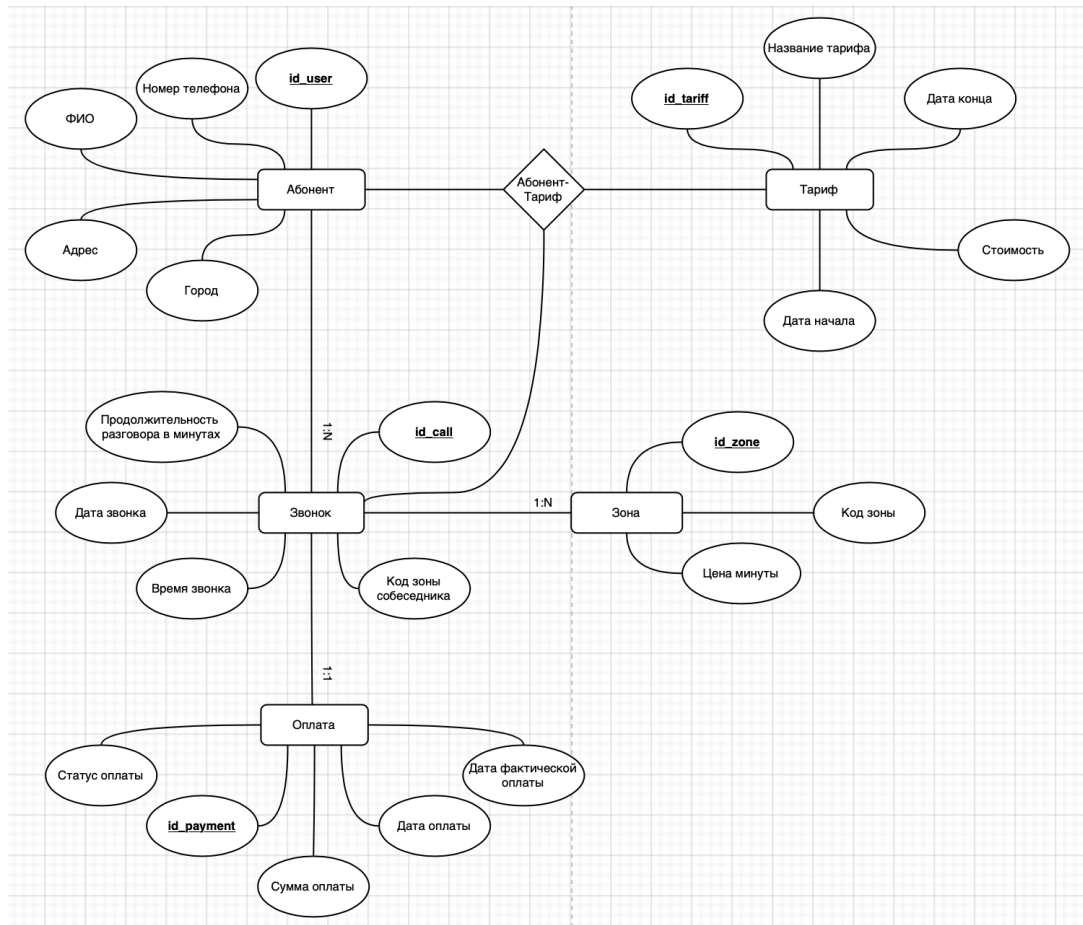 Название тарифа
id_user
Номер телефона
id_tariff
Дата конца
ФИО
Абонент
Абонент-
Тариф
Тариф
Адрес
Стоимость
Город
Дата начала
Продолжительность
разговора в минутах
1:N
id_call
id_zone
Дата звонка
Звонок
1:N
Зона
Код зоны
Время звонка
Код зоны
собеседника
Цена минуты
1:1
Оплата
Статус оплаты
Дата фактической
оплаты
id_payment
Дата оплаты
Сумма оплаты